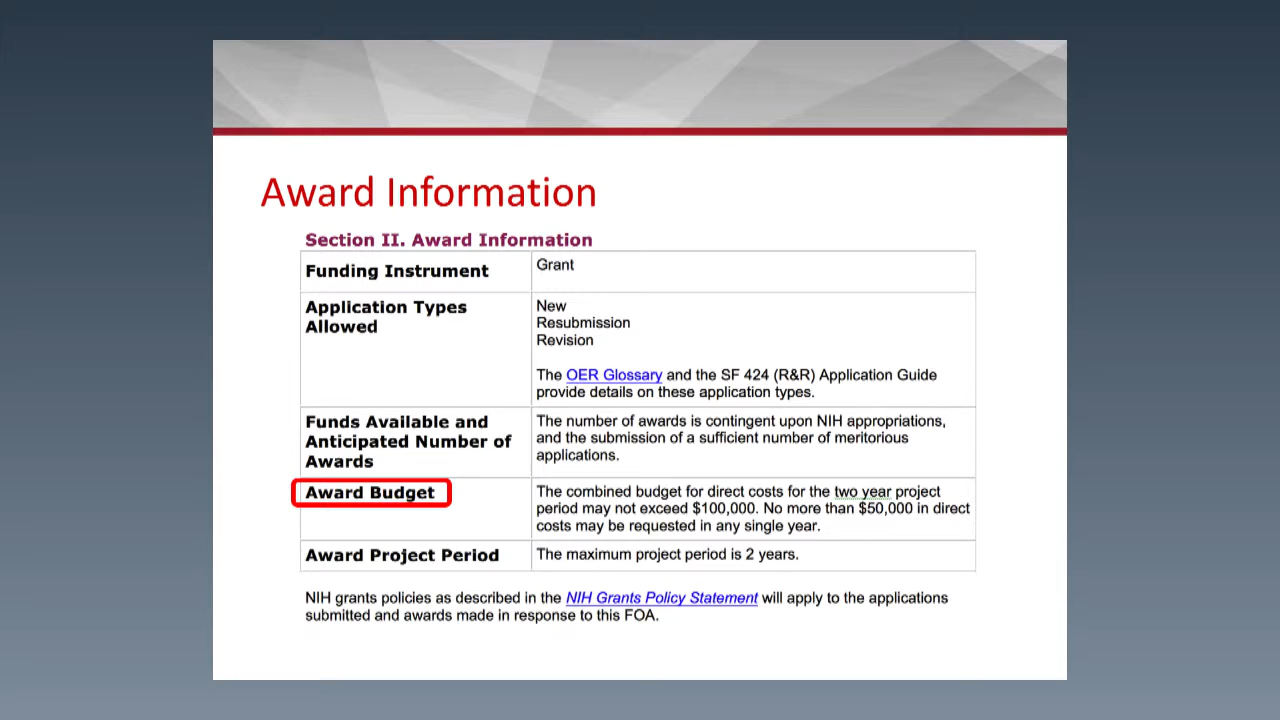 Award Information
Section II. Award Information
Funding Instrument
Grant
Application Types
Allowed
New
Resubmission
Revision
The OER Glossary and the SF 424 (R&R) Application Guide
provide details on these application types.
Funds Available and
Anticipated Number of
Awards
The number of awards is contingent upon NIH appropriations,
and the submission of a sufficient number of meritorious
applications.
Award Budget
The combined budget for direct costs for the two year project
period may not exceed $100,000. No more than $50,000 in direct
costs may be requested in any single year.
Award Project Period
The maximum project period is 2 years.
NIH grants policies as described in the NIH Grants Policy Statement will apply to the applications
submitted and awards made in response to this FOA.